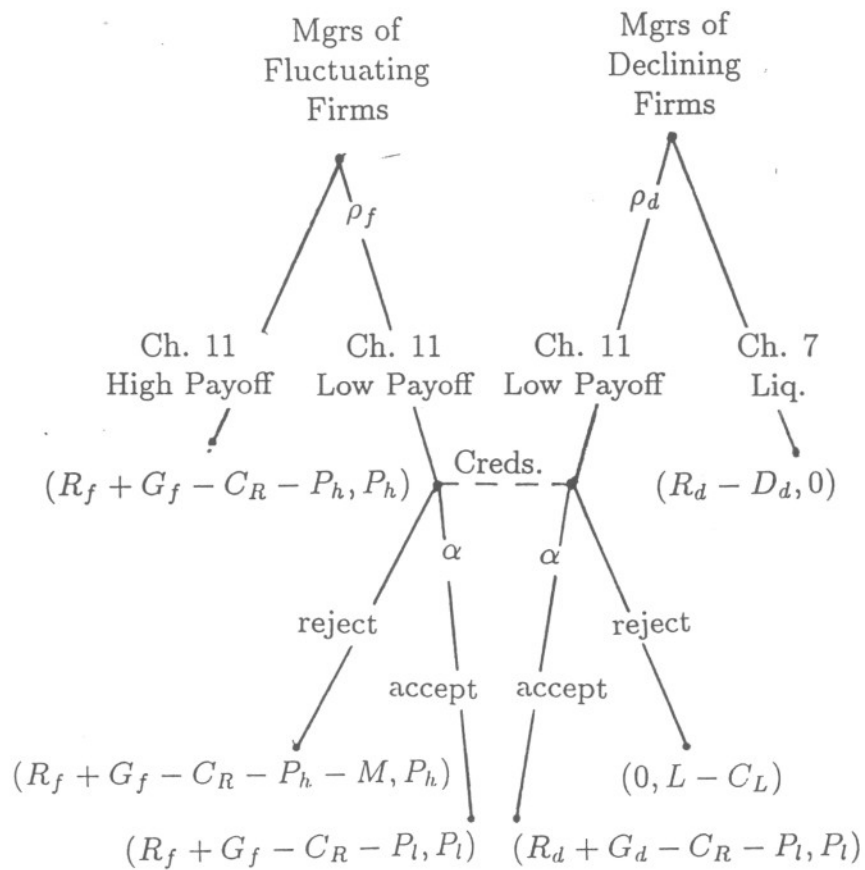 Mgrs of
Fluctuating
Firms
Mgrs of
Declining
Firms
ρ_f
ρ_d
Ch. 11
High Payoff
Ch. 11
Low Payoff
Ch. 11
Low Payoff
Ch. 7
Liq.
(R_f + G_f − C_R − P_h, P_h)
Creds.
(R_d − D_d, 0)
α
α
reject
reject
accept
accept
(R_f + G_f − C_R − P_h − M, P_h)
(0, L − C_L)
(R_f + G_f − C_R − P_l, P_l)
(R_d + G_d − C_R − P_l, P_l)